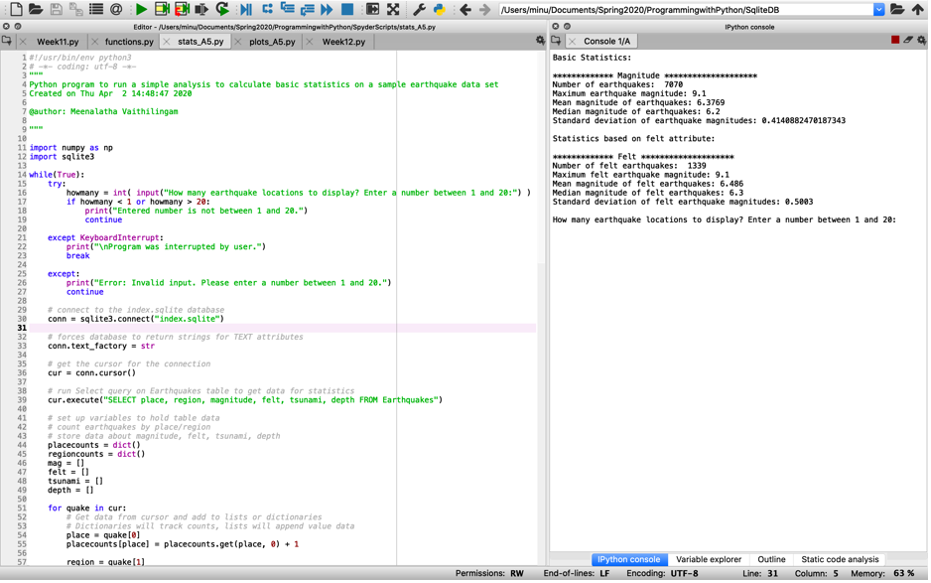 /Users/minu/Documents/Spring2020/ProgrammingwithPython/SqliteDB
Editor - /Users/minu/Documents/Spring2020/ProgrammingwithPython/SpyderScripts/stats_A5.py
Week11.py
functions.py
stats_A5.py
plots_A5.py
Week12.py
1 #!/usr/bin/env python3
2 # -*- coding: utf-8 -*-
3 """
4 Python program to run a simple analysis to calculate basic statistics on a sample earthquake data set
5 Created on Thu Apr  2 14:48:47 2020
6
7 @author: Meenalatha Vaithilingam
8
9 """
10
11 import numpy as np
12 import sqlite3
13
14 while(True):
15     try:
16         howmany = int( input("How many earthquake locations to display? Enter a number between 1 and 20:") )
17         if howmany < 1 or howmany > 20:
18             print("Entered number is not between 1 and 20.")
19             continue
20
21     except KeyboardInterrupt:
22         print("\nProgram was interrupted by user.")
23         break
24
25     except:
26         print("Error: Invalid input. Please enter a number between 1 and 20.")
27         continue
28
29     # connect to the index.sqlite database
30     conn = sqlite3.connect("index.sqlite")
31
32     # forces database to return strings for TEXT attributes
33     conn.text_factory = str
34
35     # get the cursor for the connection
36     cur = conn.cursor()
37
38     # run Select query on Earthquakes table to get data for statistics
39     cur.execute("SELECT place, region, magnitude, felt, tsunami, depth FROM Earthquakes")
40
41     # set up variables to hold table data
42     # count earthquakes by place/region
43     # store data about magnitude, felt, tsunami, depth
44     placecounts = dict()
45     regioncounts = dict()
46     mag = []
47     felt = []
48     tsunami = []
49     depth = []
50
51     for quake in cur:
52         # Get data from cursor and add to lists or dictionaries
53         # Dictionaries will track counts, lists will append value data
54         place = quake[0]
55         placecounts[place] = placecounts.get(place, 0) + 1
56
57         region = quake[1]
IPython console
Console 1/A
Basic Statistics:
************* Magnitude ********************
Number of earthquakes:  7070
Maximum earthquake magnitude: 9.1
Mean magnitude of earthquakes: 6.3769
Median magnitude of earthquakes: 6.2
Standard deviation of earthquake magnitudes: 0.4140882470187343
Statistics based on felt attribute:
************* Felt ********************
Number of felt earthquakes:  1339
Maximum felt earthquake magnitude: 9.1
Mean magnitude of felt earthquakes: 6.486
Median magnitude of felt earthquakes: 6.3
Standard deviation of felt earthquake magnitudes: 0.5003
How many earthquake locations to display? Enter a number between 1 and 20:
IPython console
Variable explorer
Outline
Static code analysis
Permissions: RW
End-of-lines: LF
Encoding: UTF-8
Line: 31
Column: 5
Memory: 63 %